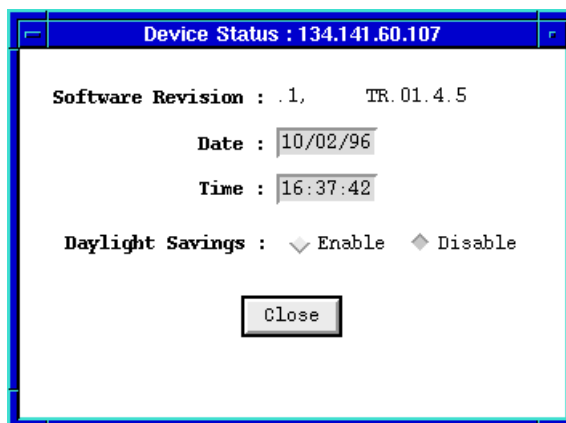 Device Status : 134.141.60.107
Software Revision : .1, TR.01.4.5
Date : 10/02/96
Time : 16:37:42
Daylight Savings : Enable Disable
Close